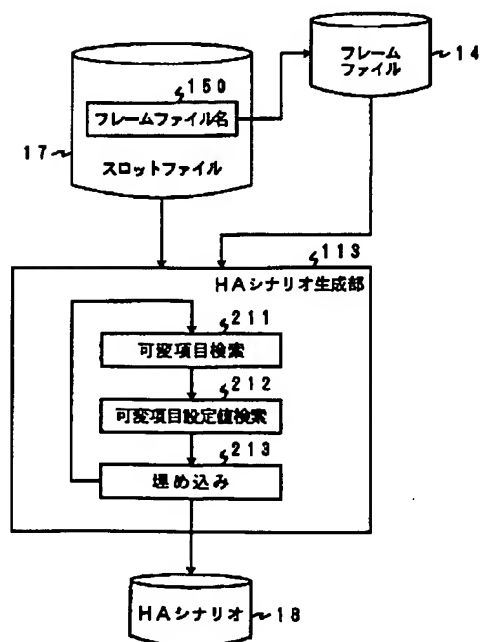 フレーム
ファイル
14
150
フレームファイル名
17
スロットファイル
113
HAシナリオ生成部
211
可変項目検索
212
可変項目設定値検索
213
埋め込み
HAシナリオ
18